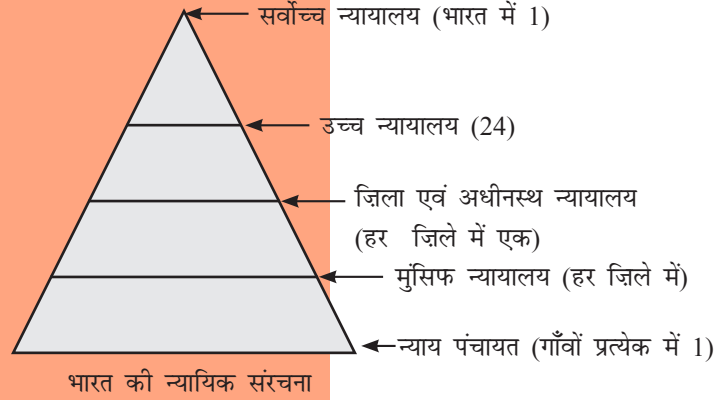 सर्वोच्च न्यायालय (भारत में 1)
उच्च न्यायालय (24)
ज़िला एवं अधीनस्थ न्यायालय
(हर ज़िले में एक)
मुंसिफ न्यायालय (हर ज़िले में)
न्याय पंचायत (गाँवों प्रत्येक में 1)
भारत की न्यायिक संरचना